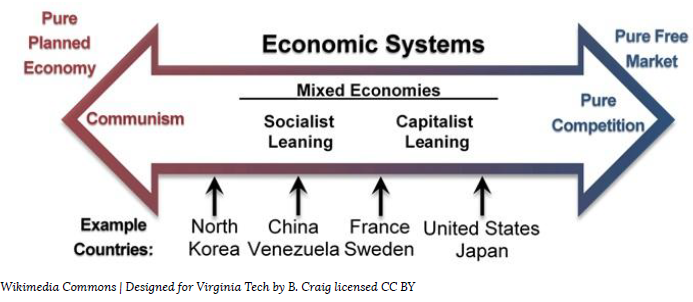 Pure
Planned
Economy
Economic Systems
Pure Free
Market
Mixed Economies
Communism
Socialist
Leaning
Capitalist
Leaning
Pure
Competition
Example
Countries:
North
Korea
China
Venezuela
France
Sweden
United States
Japan
Wikimedia Commons | Designed for Virginia Tech by B. Craig licensed CC BY